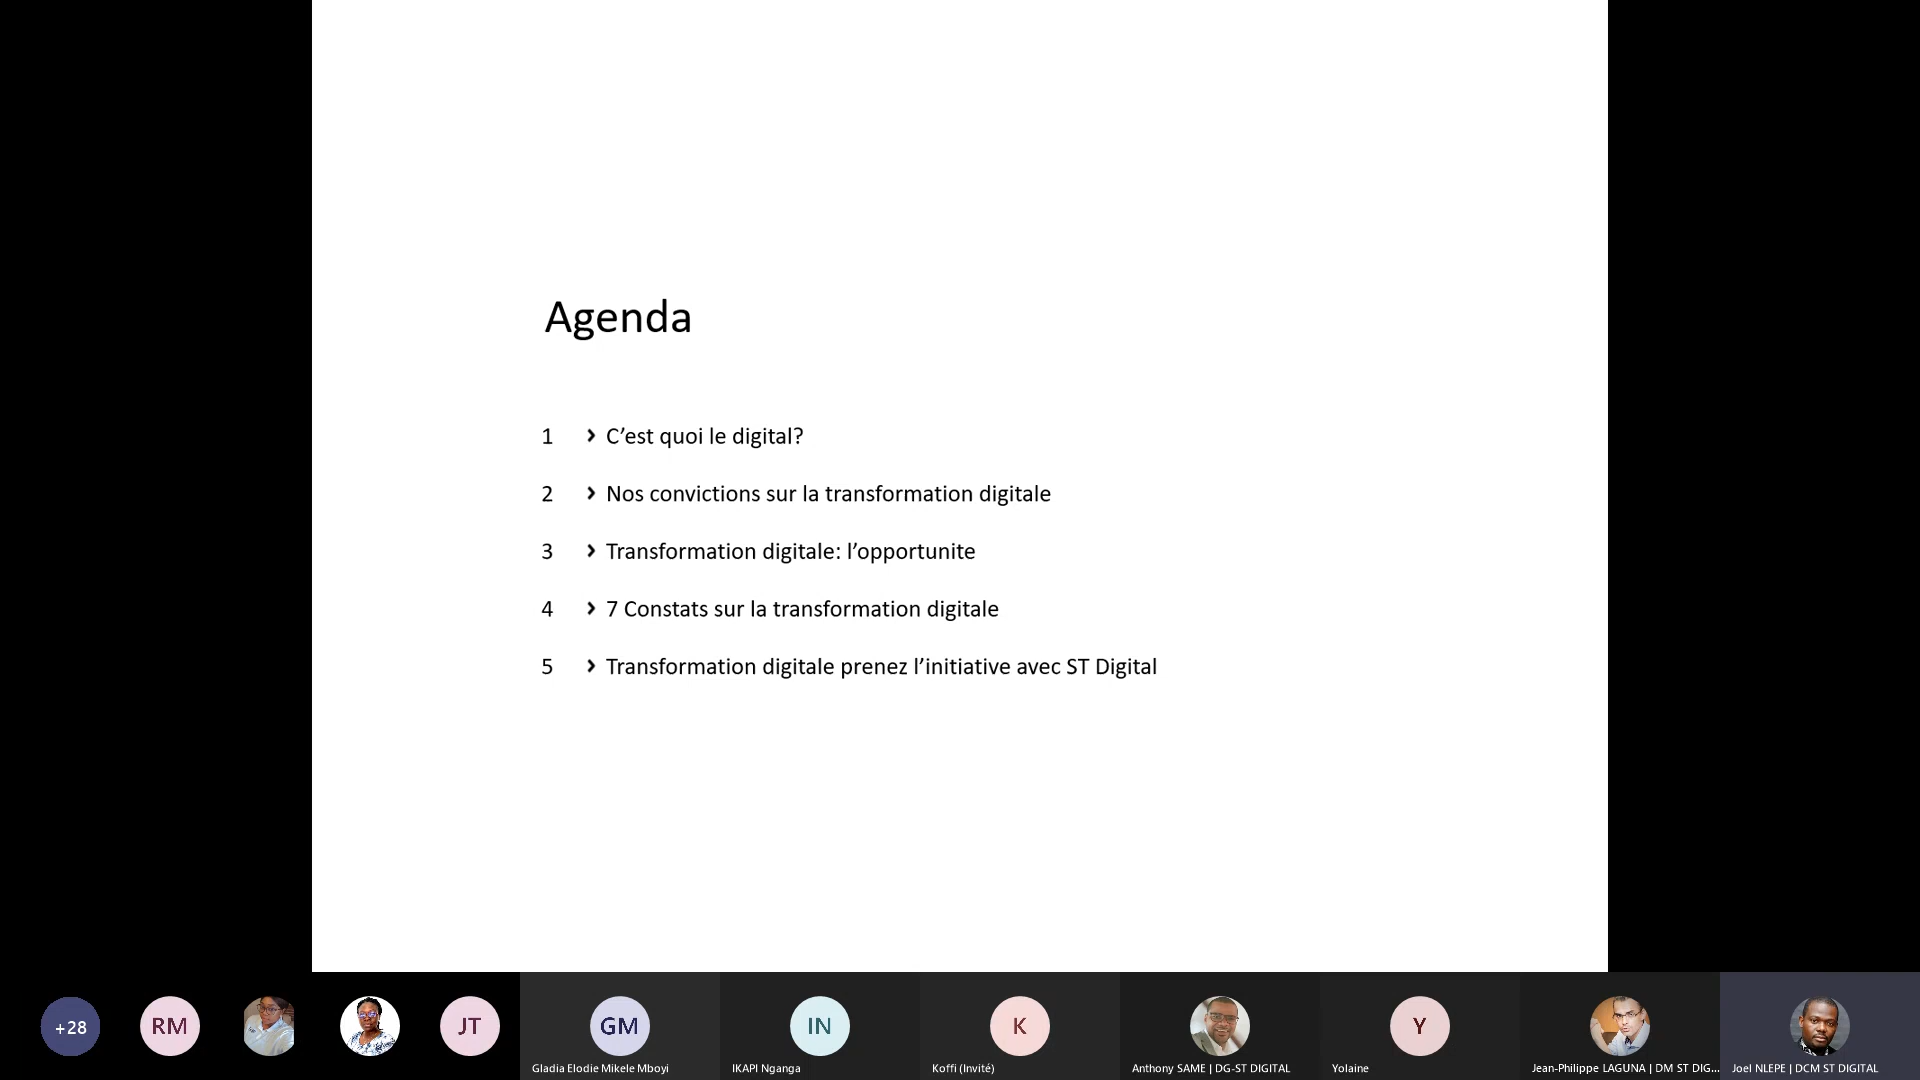 Agenda
1 › C’est quoi le digital?
2 › Nos convictions sur la transformation digitale
3 › Transformation digitale: l’opportunite
4 › 7 Constats sur la transformation digitale
5 › Transformation digitale prenez l’initiative avec ST Digital
+28
RM
JT
GM
IN
K
Y
Gladia Elodie Mikele Mboyi
IKAPI Nganga
Koffi (Invité)
Anthony SAME | DG-ST DIGITAL
Yolaine
Jean-Philippe LAGUNA | DM ST DIG...
Joel NLEPE | DCM ST DIGITAL